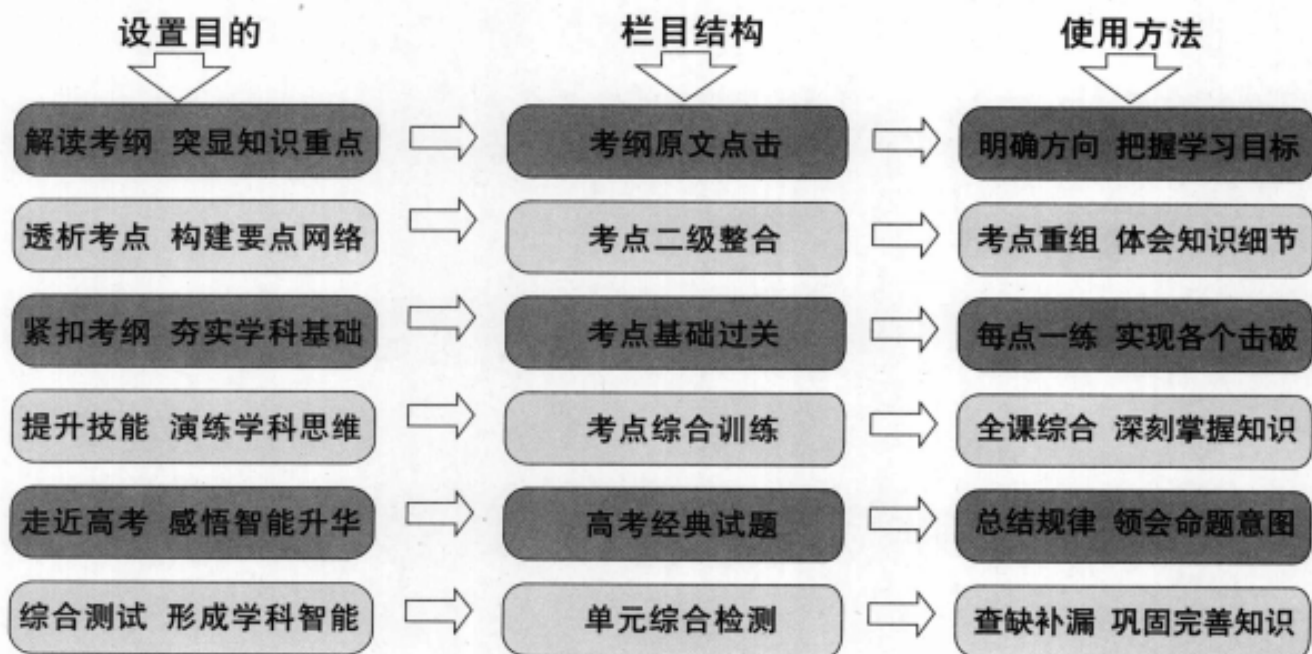 设置目的 栏目结构 使用方法
解读考纲 突显知识重点 考纲原文点击 明确方向 把握学习目标
透析考点 构建要点网络 考点二级整合 考点重组 体会知识细节
紧扣考纲 夯实学科基础 考点基础过关 每点一练 实现各个击破
提升技能 演练学科思维 考点综合训练 全课综合 深刻掌握知识
走近高考 感悟智能升华 高考经典试题 总结规律 领会命题意图
综合测试 形成学科智能 单元综合检测 查缺补漏 巩固完善知识